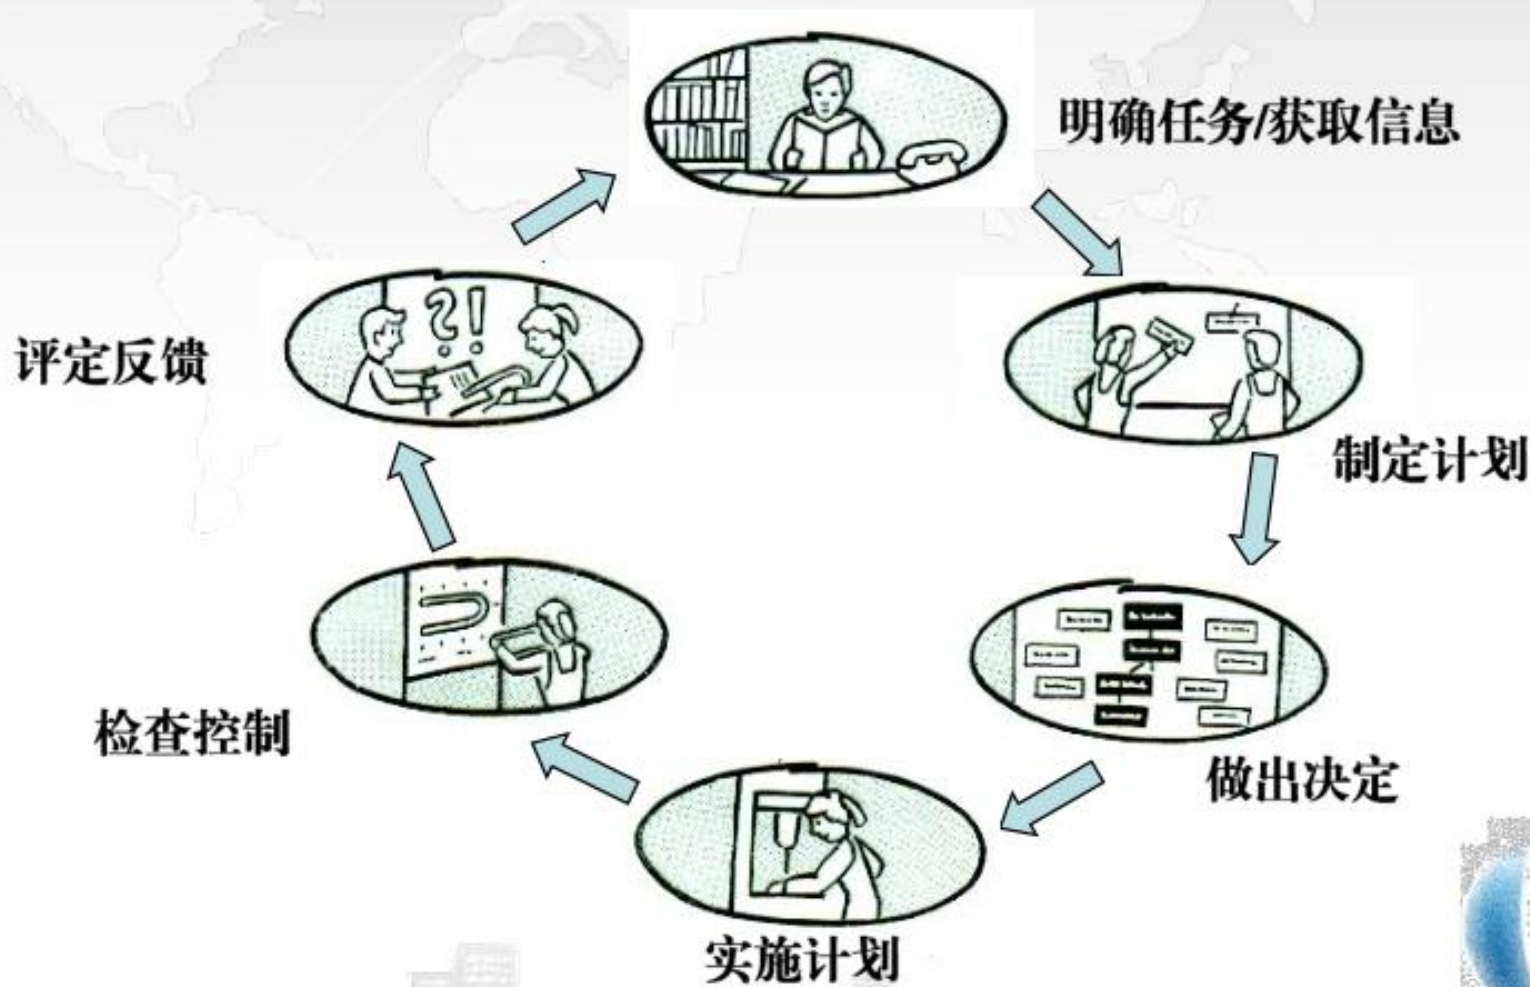 明确任务/获取信息
制定计划
做出决定
实施计划
检查控制
评定反馈
?!